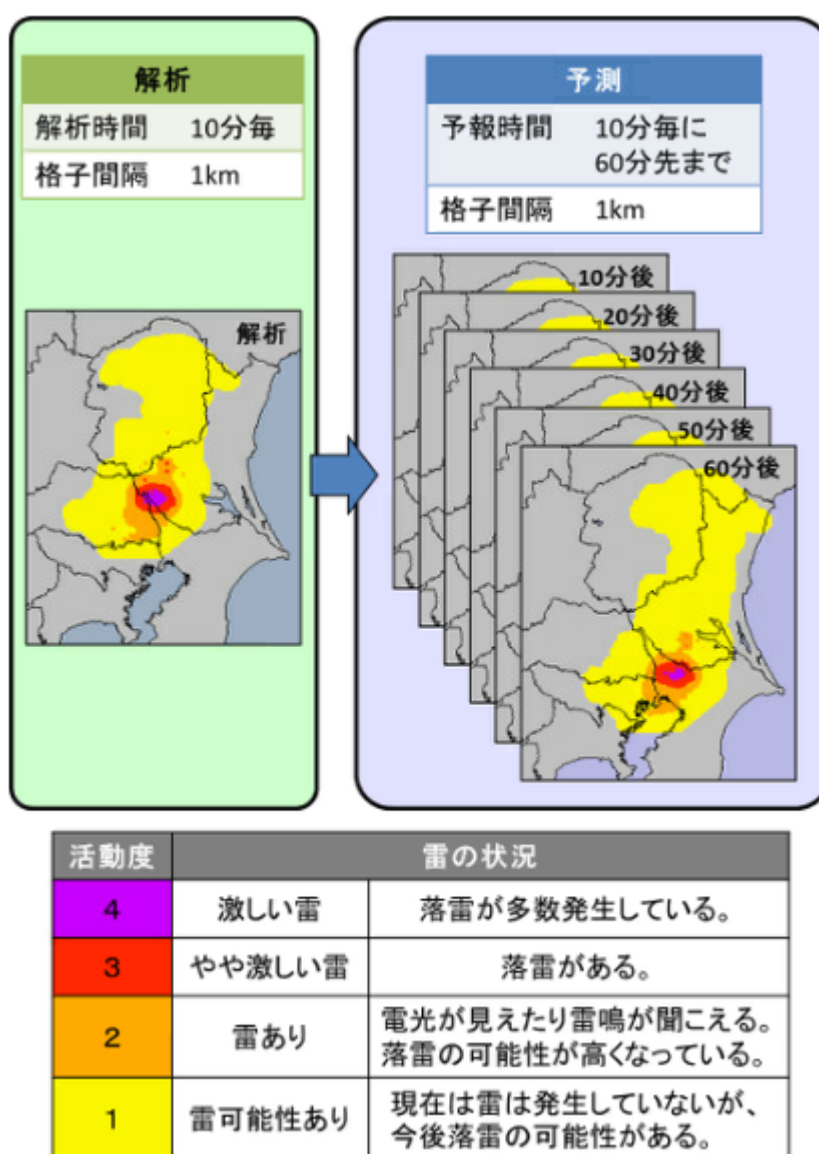 解析
解析時間 10分毎
格子間隔 1km
解析
予測
予報時間 10分毎に
60分先まで
格子間隔 1km
10分後
20分後
30分後
40分後
50分後
60分後
活動度 雷の状況
4 激しい雷 落雷が多数発生している。
3 やや激しい雷 落雷がある。
2 雷あり 電光が見えたり雷鳴が聞こえる。
落雷の可能性が高くなっている。
1 雷可能性あり 現在は雷は発生していないが、
今後落雷の可能性がある。